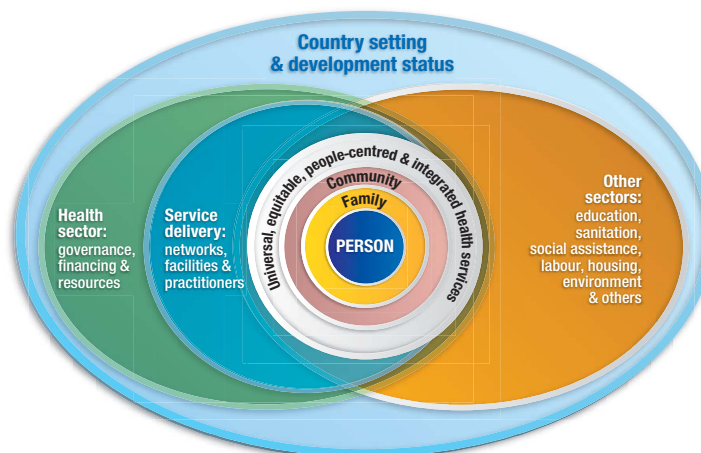 Country setting
& development status
Health
sector:
governance,
financing &
resources
Service
delivery:
networks,
facilities &
practitioners
Universal, equitable, people-centred & integrated health services
Community
Family
PERSON
Other
sectors:
education,
sanitation,
social assistance,
labour, housing,
environment
& others